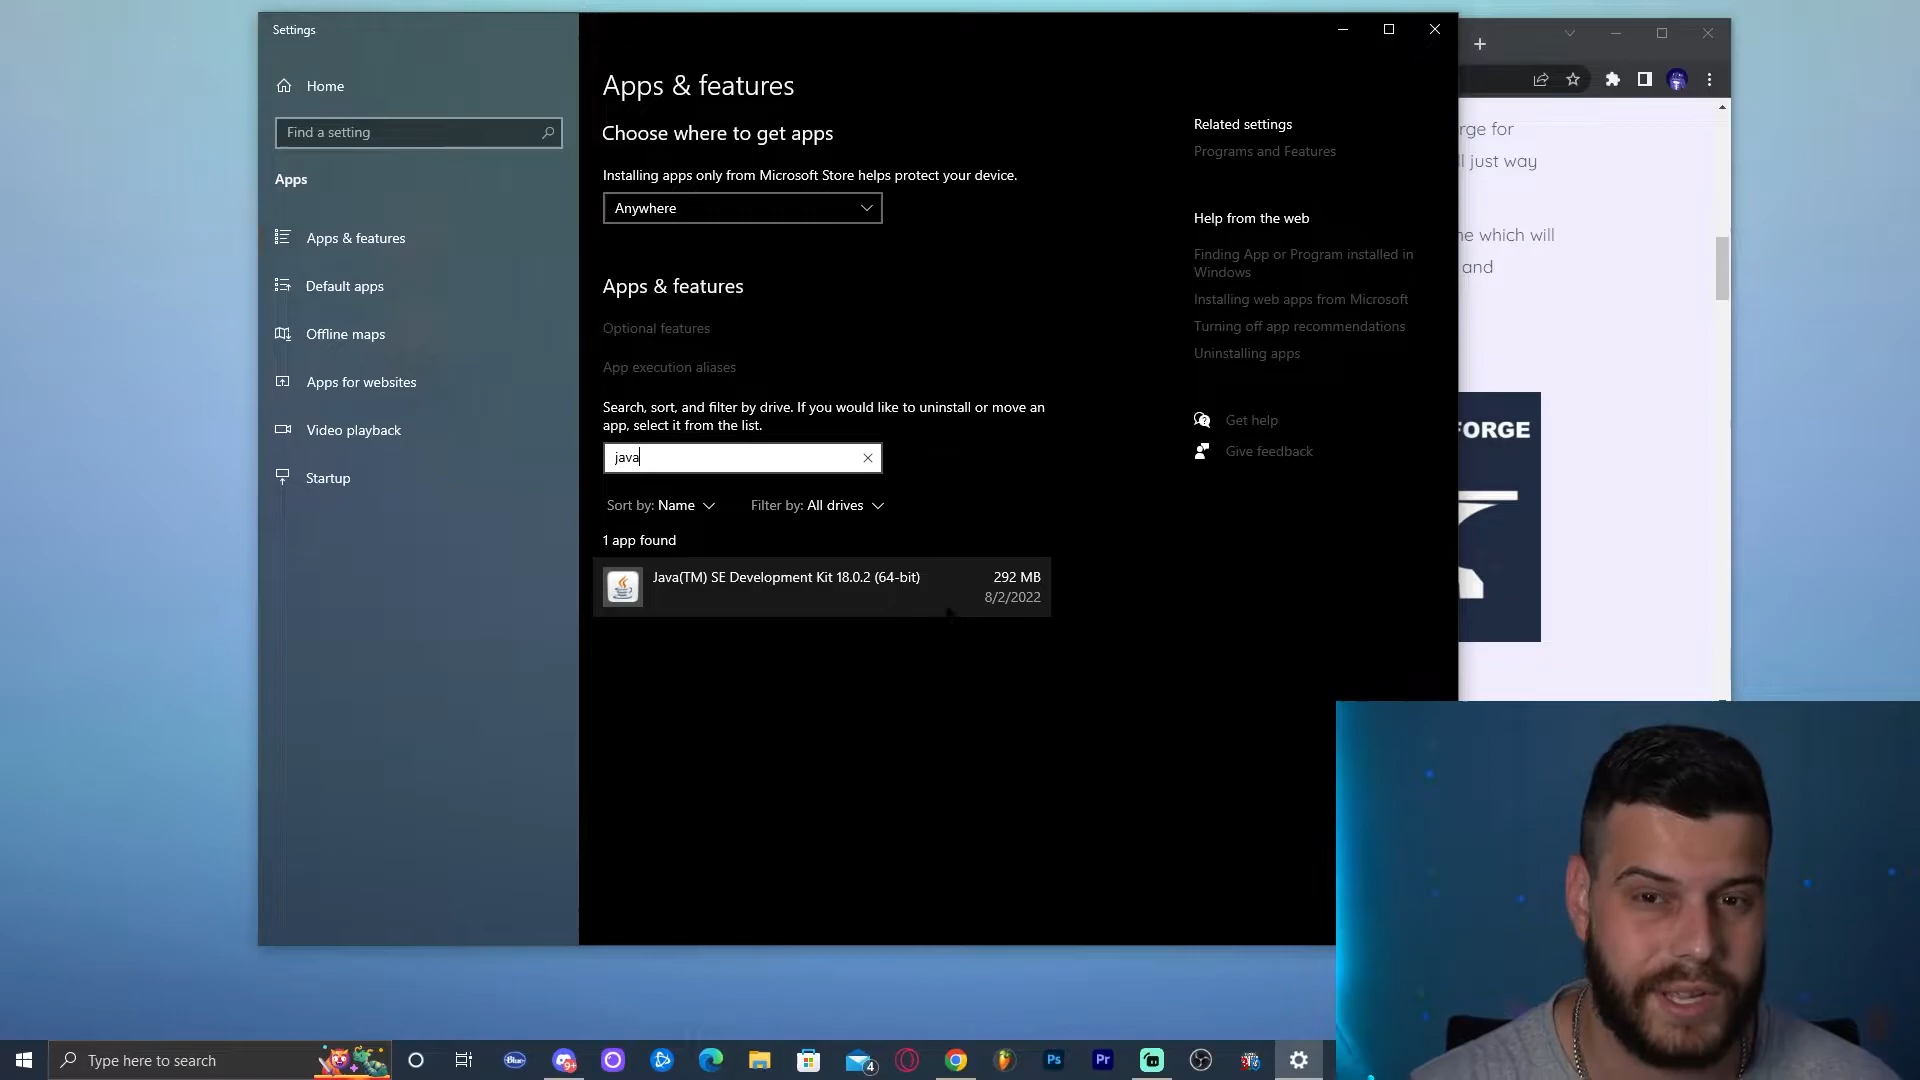 Settings
Home
Find a setting
Apps
Apps & features
Default apps
Offline maps
Apps for websites
Video playback
Startup
Apps & features
Choose where to get apps
Installing apps only from Microsoft Store helps protect your device.
Anywhere
Apps & features
Optional features
App execution aliases
Search, sort, and filter by drive. If you would like to uninstall or move an
app, select it from the list.
java
Sort by: Name
Filter by: All drives
1 app found
Java(TM) SE Development Kit 18.0.2 (64-bit)
292 MB
8/2/2022
Related settings
Programs and Features
Help from the web
Finding App or Program installed in
Windows
Installing web apps from Microsoft
Turning off app recommendations
Uninstalling apps
Get help
Give feedback
for
just way
which will
and
FORGE
Type here to search
Blue
9+
4
Ps
Pr